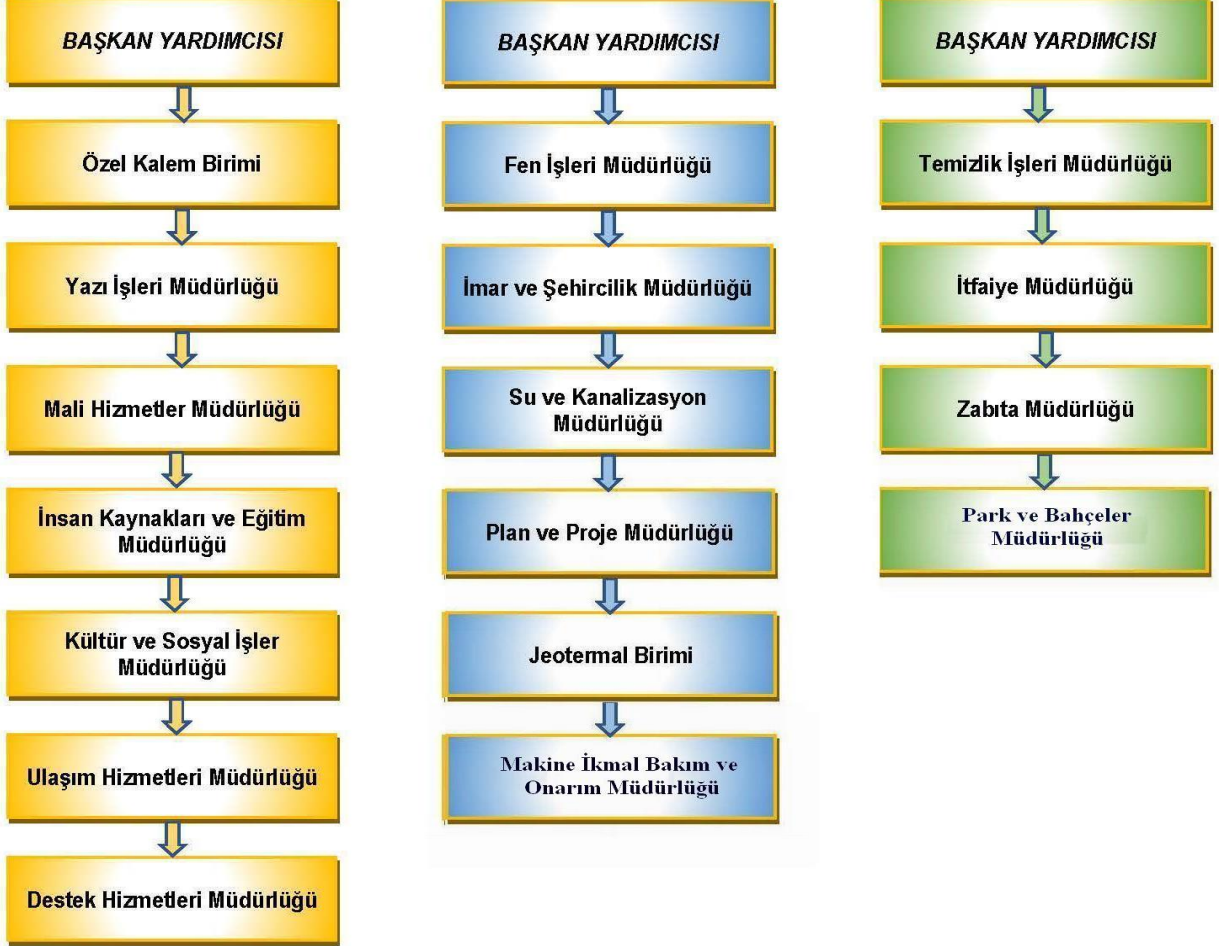 BAŞKAN YARDIMCISI
Özel Kalem Birimi
Yazı İşleri Müdürlüğü
Mali Hizmetler Müdürlüğü
İnsan Kaynakları ve Eğitim
Müdürlüğü
Kültür ve Sosyal İşler
Müdürlüğü
Ulaşım Hizmetleri Müdürlüğü
Destek Hizmetleri Müdürlüğü
BAŞKAN YARDIMCISI
Fen İşleri Müdürlüğü
İmar ve Şehircilik Müdürlüğü
Su ve Kanalizasyon
Müdürlüğü
Plan ve Proje Müdürlüğü
Jeotermal Birimi
Makine İkmal Bakım ve
Onarım Müdürlüğü
BAŞKAN YARDIMCISI
Temizlik İşleri Müdürlüğü
İtfaiye Müdürlüğü
Zabıta Müdürlüğü
Park ve Bahçeler
Müdürlüğü